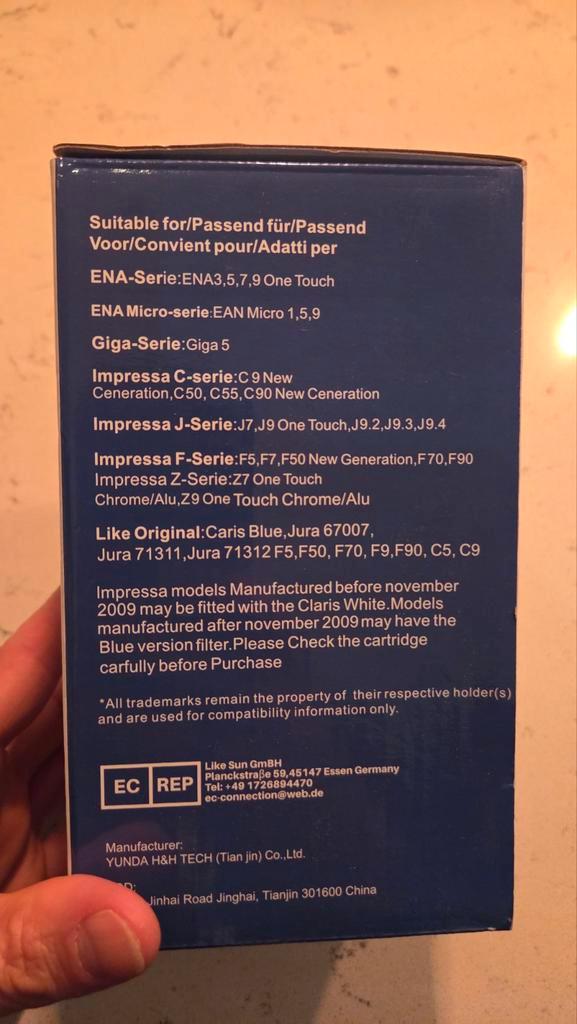 Suitable for/Passend für/Passend
Voor/Convient pour/Adatti per
ENA-Serie:ENA3,5,7,9 One Touch
ENA Micro-serie:EAN Micro 1,5,9
Giga-Serie:Giga 5
Impressa C-serie:C 9 New
Ceneration,C50, C55,C90 New Ceneration
Impressa J-Serie:J7,J9 One Touch,J9.2,J9.3,J9.4
Impressa F-Serie:F5,F7,F50 New Generation,F70,F90
Impressa Z-Serie:Z7 One Touch
Chrome/Alu,Z9 One Touch Chrome/Alu
Like Original:Caris Blue,Jura 67007,
Jura 71311,Jura 71312 F5,F50, F70, F9,F90, C5, C9
Impressa models Manufactured before november
2009 may be fitted with the Claris White.Models
manufactured after november 2009 may have the
Blue version filter.Please Check the cartridge
carfully before Purchase
*All trademarks remain the property of their respective holder(s)
and are used for compatibility information only.
EC REP
Like Sun GmBH
Planckstraβe 59,45147 Essen Germany
Tel: +49 1726894470
ec-connection@web.de
Manufacturer:
YUNDA H&H TECH (Tian jin) Co.,Ltd.
Jinhai Road Jinghai, Tianjin 301600 China